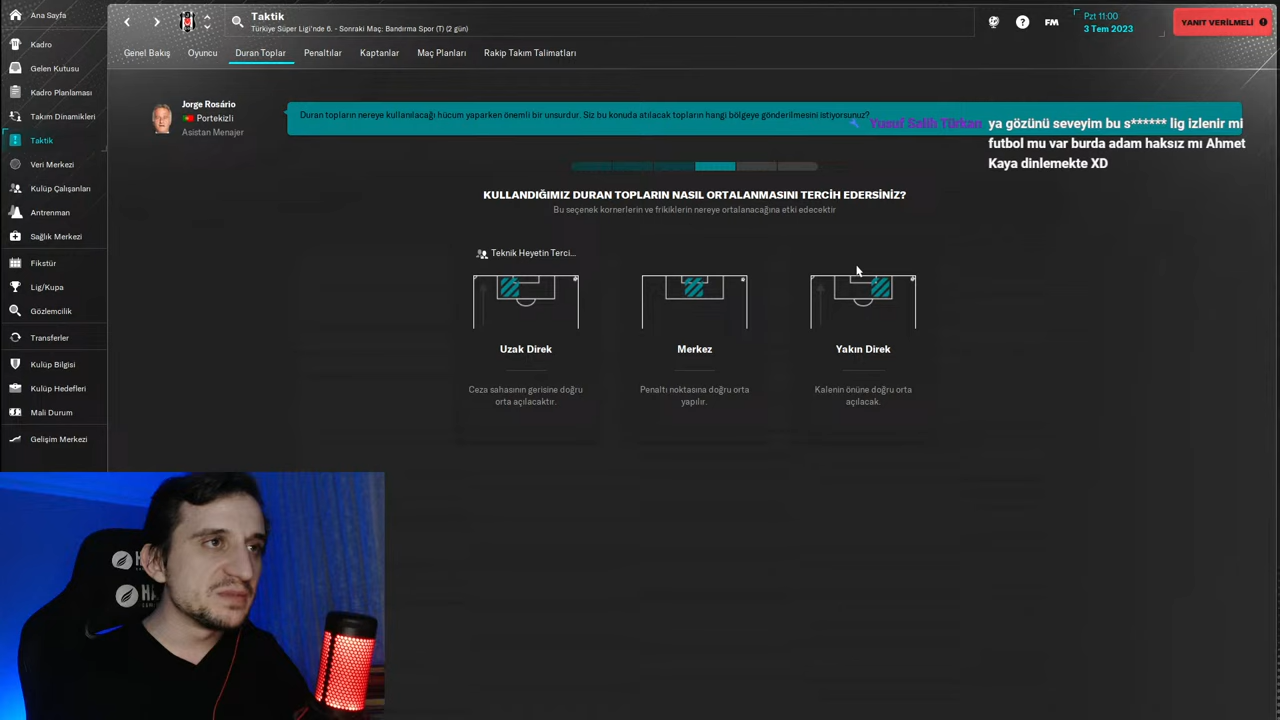 Ana Sayfa
Taktik
Türkiye Süper Ligi'nde 6. - Sonraki Maç: Bandırma Spor (T) (2 gün)
FM
Pzt 11:00
3 Tem 2023
YANIT VERİLMELİ
Kadro
Gelen Kutusu
Kadro Planlaması
Takım Dinamikleri
Taktik
Veri Merkezi
Kulüp Çalışanları
Antrenman
Sağlık Merkezi
Fikstür
Lig/Kupa
Gözlemcilik
Transferler
Kulüp Bilgisi
Kulüp Hedefleri
Mali Durum
Gelişim Merkezi
Genel Bakış
Oyuncu
Duran Toplar
Penaltılar
Kaptanlar
Maç Planları
Rakip Takım Talimatları
Jorge Rosário
Portekizli
Asistan Menajer
Duran topların nereye kullanılacağı hücum yaparken önemli bir unsurdur. Siz bu konuda atılacak topların hangi bölgeye gönderilmesini istiyorsunuz?
Yusuf Salih Türkan ya gözünü seveyim bu s****** lig izlenir mi
futbol mu var burda adam haksız mı Ahmet
Kaya dinlemekte XD
KULLANDIĞIMIZ DURAN TOPLARIN NASIL ORTALANMASINI TERCİH EDERSİNİZ?
Bu seçenek kornerlerin ve frikiklerin nereye ortalanacağına etki edecektir
Teknik Heyetin Terci...
Uzak Direk
Ceza sahasının gerisine doğru
orta açılacaktır.
Merkez
Penaltı noktasına doğru orta
yapılır.
Yakın Direk
Kalenin önüne doğru orta
açılacak.